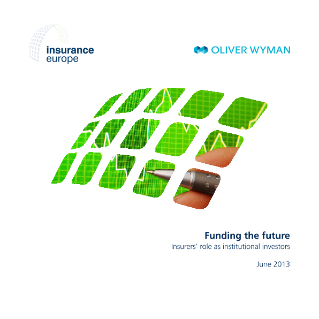 insurance
europe
OLIVER WYMAN
Funding the future
Insurers' role as institutional investors
June 2013